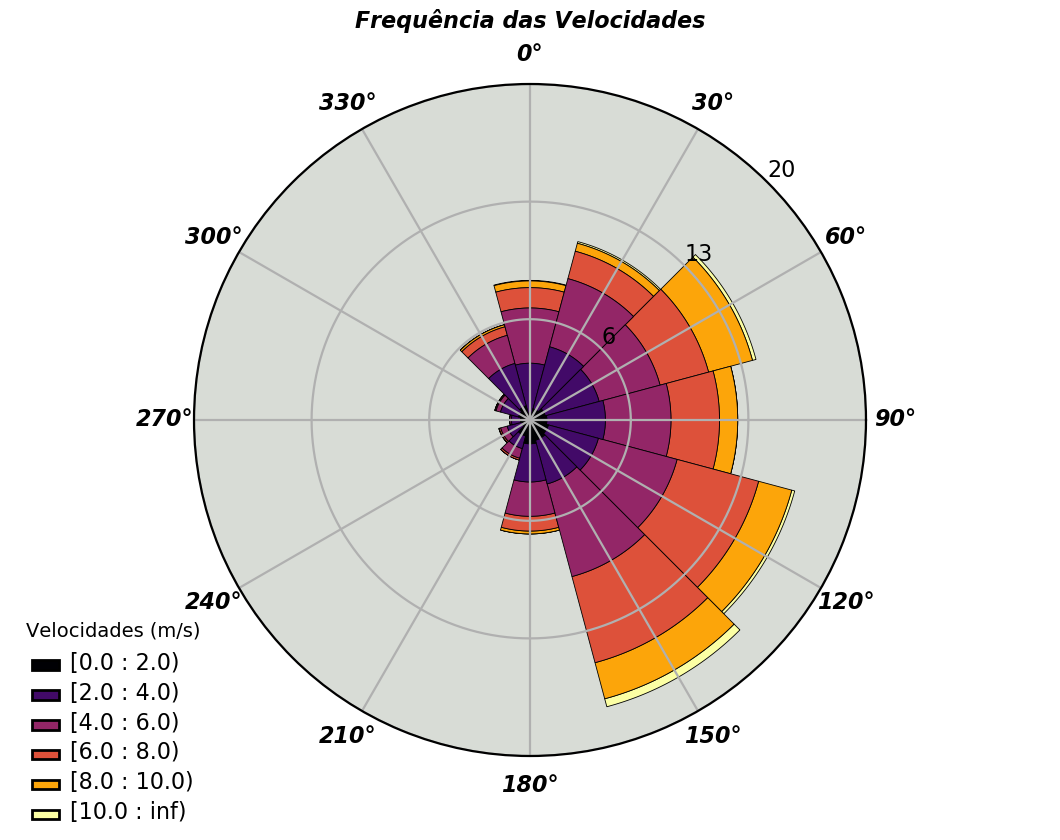 Frequência das Velocidades
0°
330°
30°
20
300°
60°
13
6
270°
90°
240°
120°
210°
150°
180°
Velocidades (m/s)
[0.0 : 2.0)
[2.0 : 4.0)
[4.0 : 6.0)
[6.0 : 8.0)
[8.0 : 10.0)
[10.0 : inf)